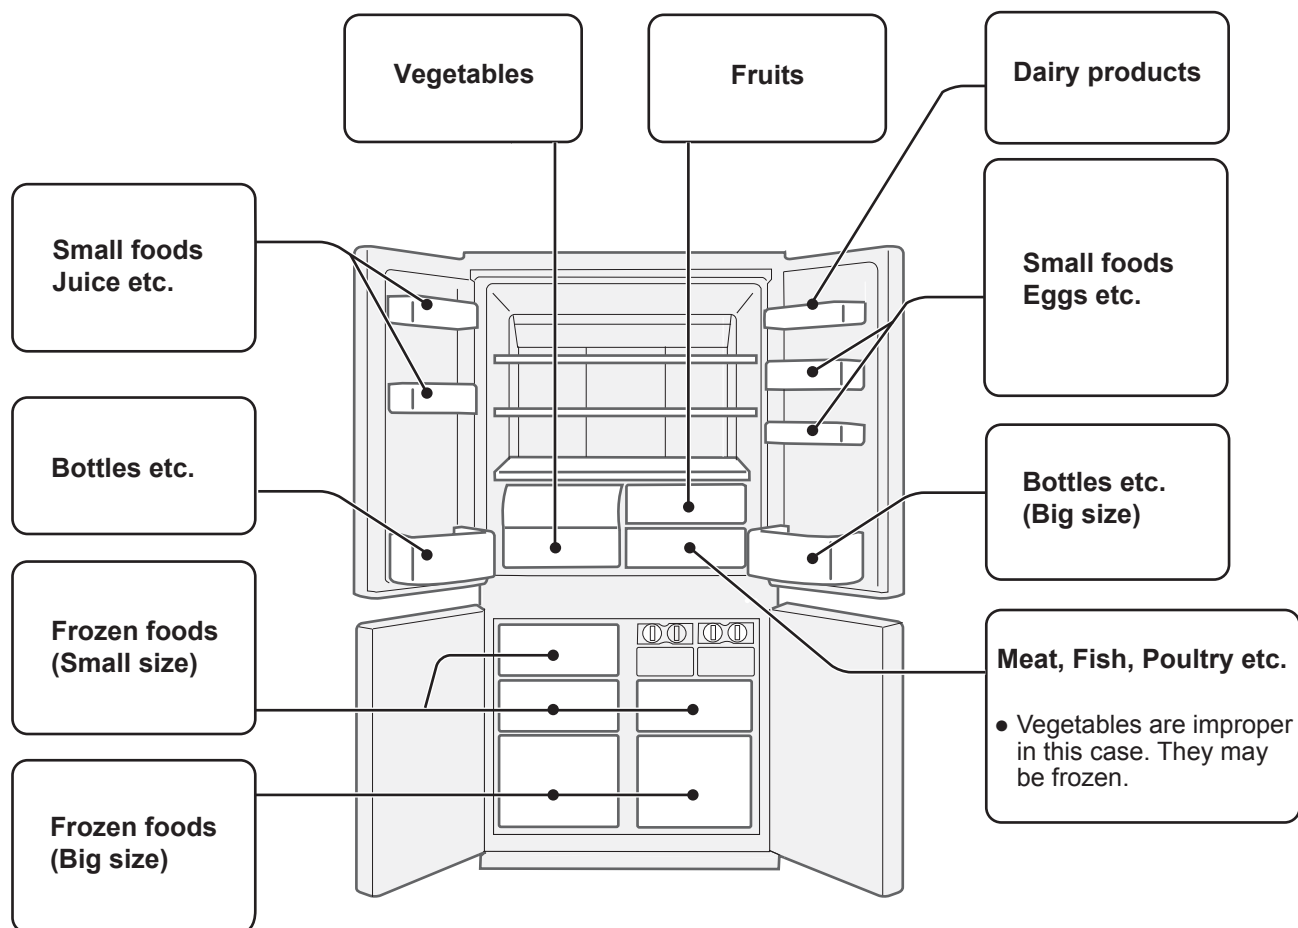 Vegetables
Fruits
Dairy products
Small foods
Juice etc.
Small foods
Eggs etc.
Bottles etc.
Bottles etc.
(Big size)
Frozen foods
(Small size)
Meat, Fish, Poultry etc.
● Vegetables are improper
in this case. They may
be frozen.
Frozen foods
(Big size)